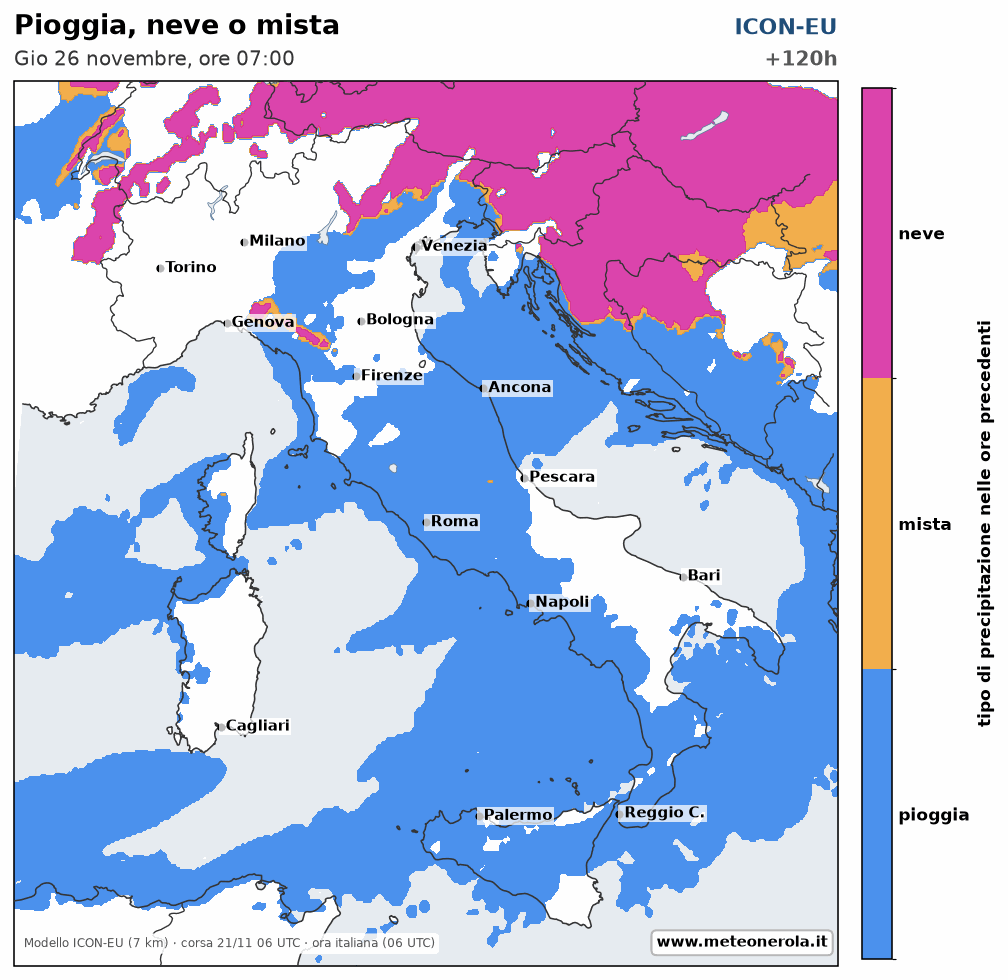 Pioggia, neve o mista
ICON-EU
Gio 26 novembre, ore 07:00
+120h
neve
Milano
Venezia
Torino
Genova
Bologna
Firenze
Ancona
Pescara
mista
Roma
Bari
Napoli
Cagliari
Palermo
Reggio C.
pioggia
tipo di precipitazione nelle ore precedenti
Modello ICON-EU (7 km) · corsa 21/11 06 UTC · ora italiana (06 UTC)
www.meteonerola.it